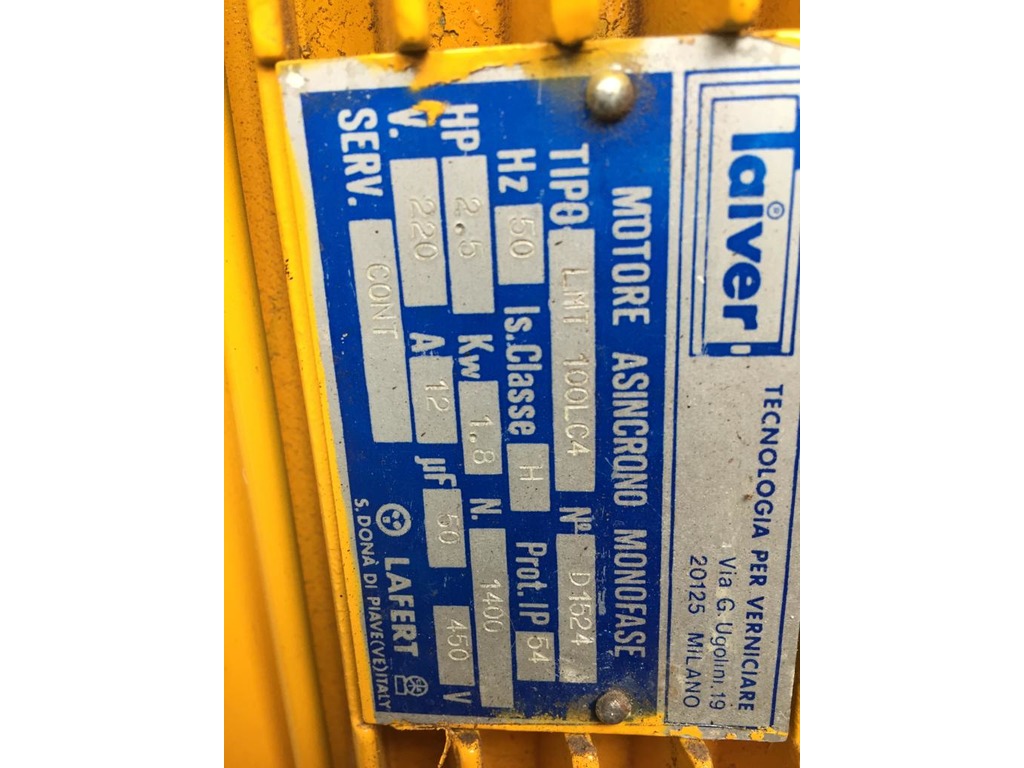 laiver®
TECNOLOGIA PER VERNICIARE
Via G. Ugolini, 19
20125 MILANO
MOTORE ASINCRONO MONOFASE
TIPO LMT 100LC4 Nº D1524
Hz 50 Is.Classe H Prot.IP 54
HP 2.5 Kw 1.8 N. 1400
V. 220 A 12 µF 50 450 V
SERV. CONT
LAFERT
S.DONÀ DI PIAVE(VE)ITALY